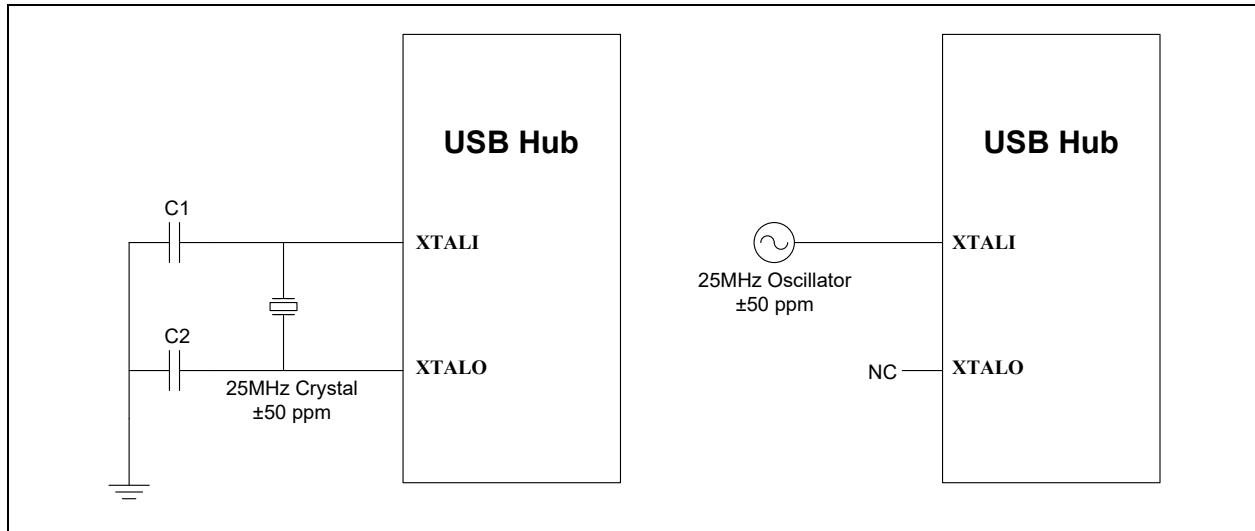 USB Hub
C1
XTALI
C2
XTALO
25MHz Crystal
±50 ppm
USB Hub
XTALI
25MHz Oscillator
±50 ppm
NC
XTALO